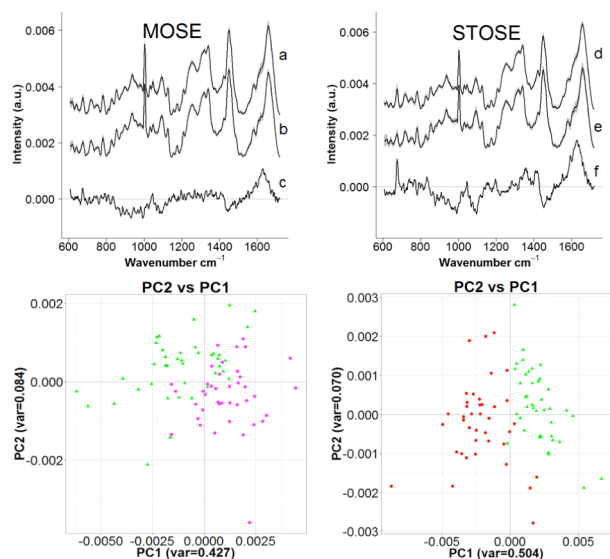 MOSE
0.006
0.004
0.002
0.000
Intensity (a.u.)
a
b
c
600 800 1000 1200 1400 1600
Wavenumber cm⁻¹
STOSE
0.006
0.004
0.002
0.000
Intensity (a.u.)
d
e
f
600 800 1000 1200 1400 1600
Wavenumber cm⁻¹
PC2 vs PC1
0.002
0.000
-0.002
PC2 (var=0.084)
-0.0050 -0.0025 0.0000 0.0025
PC1 (var=0.427)
PC2 vs PC1
0.003
0.002
0.001
0.000
-0.001
-0.002
-0.003
PC2 (var=0.070)
-0.005 0.000 0.005
PC1 (var=0.504)